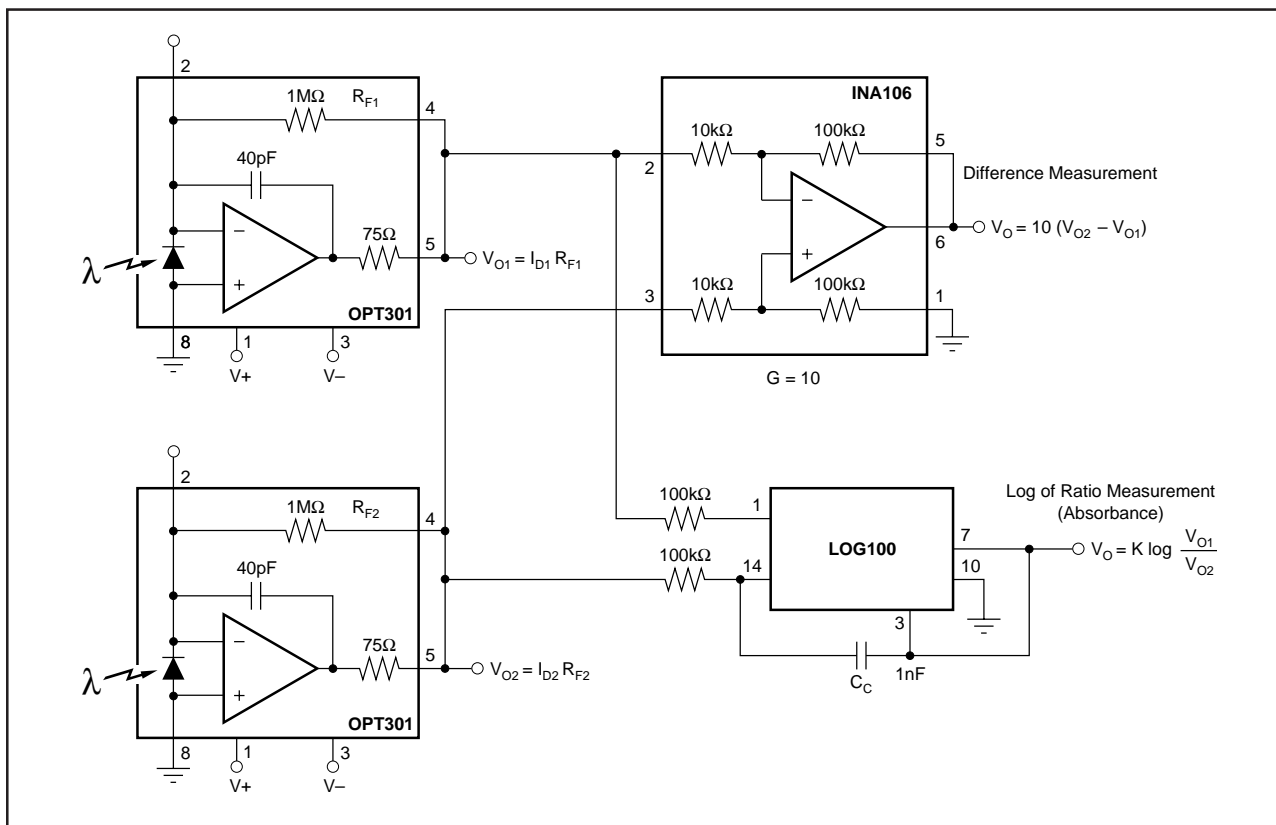 2
1MΩ
RF1
4
40pF
−
+
75Ω
5
λ
OPT301
8
1
3
V+
V–
VO1 = ID1 RF1
INA106
10kΩ
100kΩ
5
2
−
+
6
3
10kΩ
100kΩ
1
G = 10
Difference Measurement
VO = 10 (VO2 – VO1)
2
1MΩ
RF2
4
40pF
−
+
75Ω
5
λ
OPT301
8
1
3
V+
V–
VO2 = ID2 RF2
100kΩ
1
100kΩ
14
LOG100
7
10
3
CC
1nF
Log of Ratio Measurement
(Absorbance)
VO = K log VO1
VO2